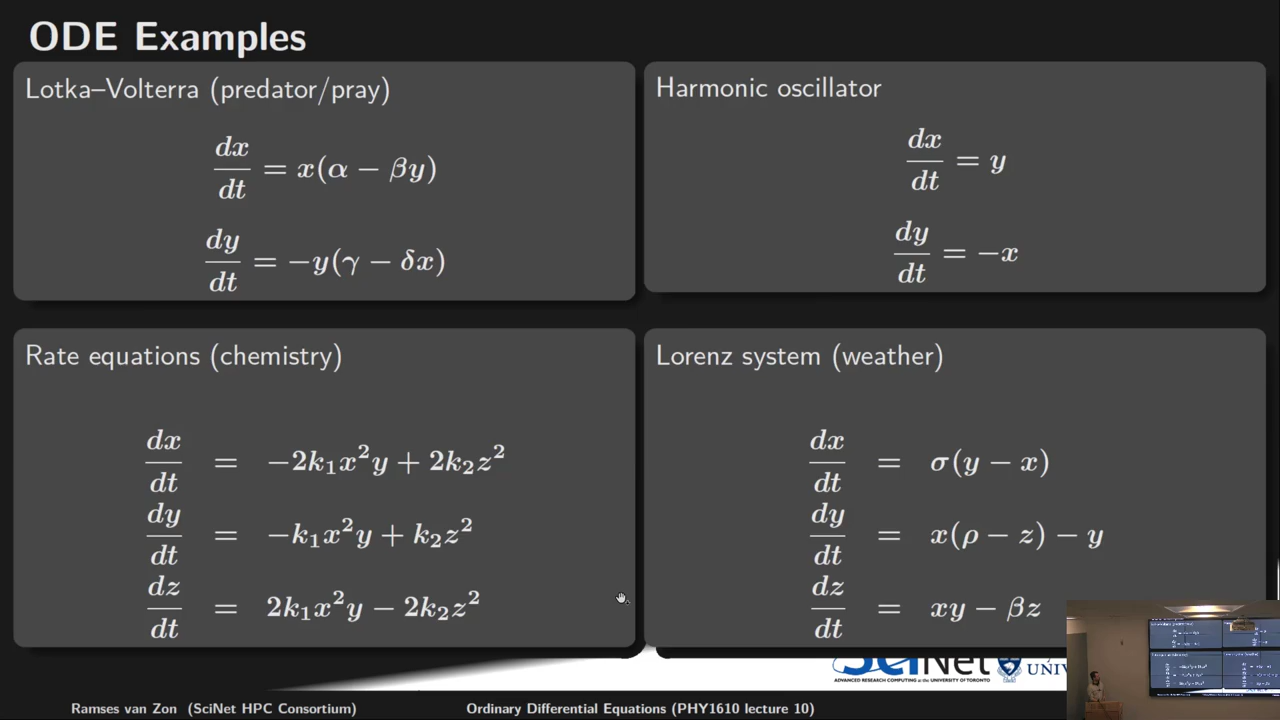 ODE Examples
Lotka–Volterra (predator/pray)
dx/dt = x(α − βy)
dy/dt = −y(γ − δx)
Harmonic oscillator
dx/dt = y
dy/dt = −x
Rate equations (chemistry)
dx/dt = −2k₁x²y + 2k₂z²
dy/dt = −k₁x²y + k₂z²
dz/dt = 2k₁x²y − 2k₂z²
Lorenz system (weather)
dx/dt = σ(y − x)
dy/dt = x(ρ − z) − y
dz/dt = xy − βz
SciNet
ADVANCED RESEARCH COMPUTING at the UNIVERSITY OF TORONTO
Ramses van Zon (SciNet HPC Consortium)
Ordinary Differential Equations (PHY1610 lecture 10)